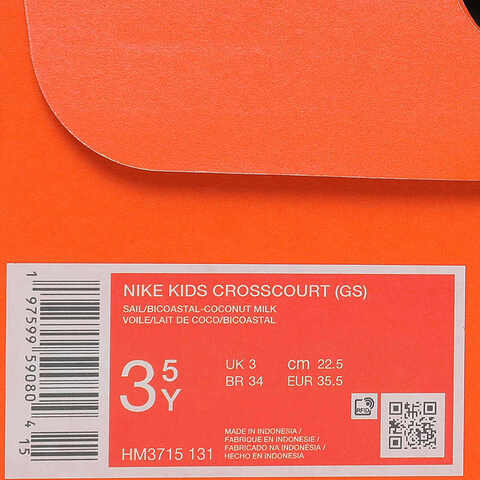 NIKE KIDS CROSSCOURT (GS)
SAIL/BICOASTAL-COCONUT MILK
VOILE/LAIT DE COCO/BICOASTAL
3 5 Y
UK 3 cm 22.5
BR 34 EUR 35.5
RFID
HM3715 131
MADE IN INDONESIA /
FABRIQUE EN INDONESIE /
FABRICADO NA INDONESIA /
HECHO EN INDONESIA
1 97599 59080 4 15